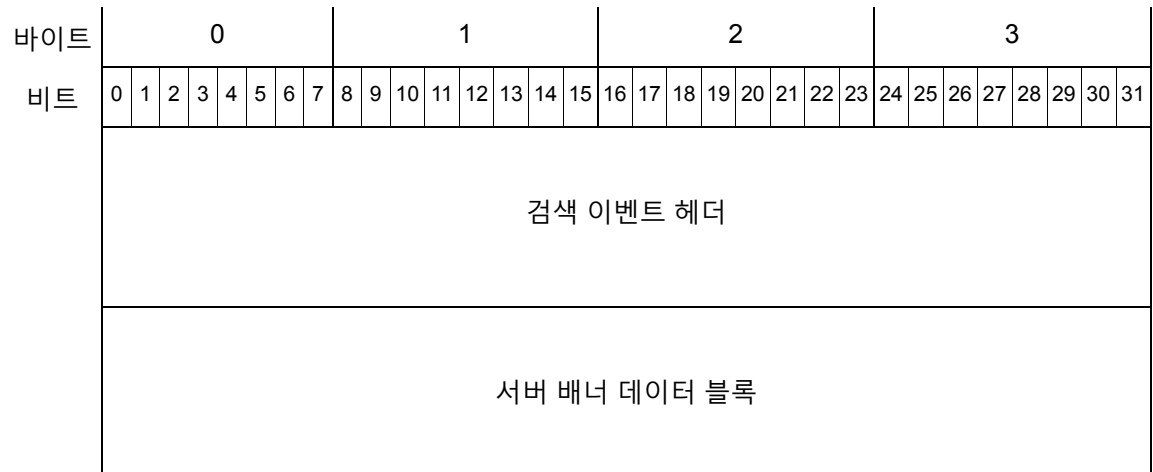 바이트 0 1 2 3
비트 0 1 2 3 4 5 6 7 8 9 10 11 12 13 14 15 16 17 18 19 20 21 22 23 24 25 26 27 28 29 30 31
검색 이벤트 헤더
서버 배너 데이터 블록